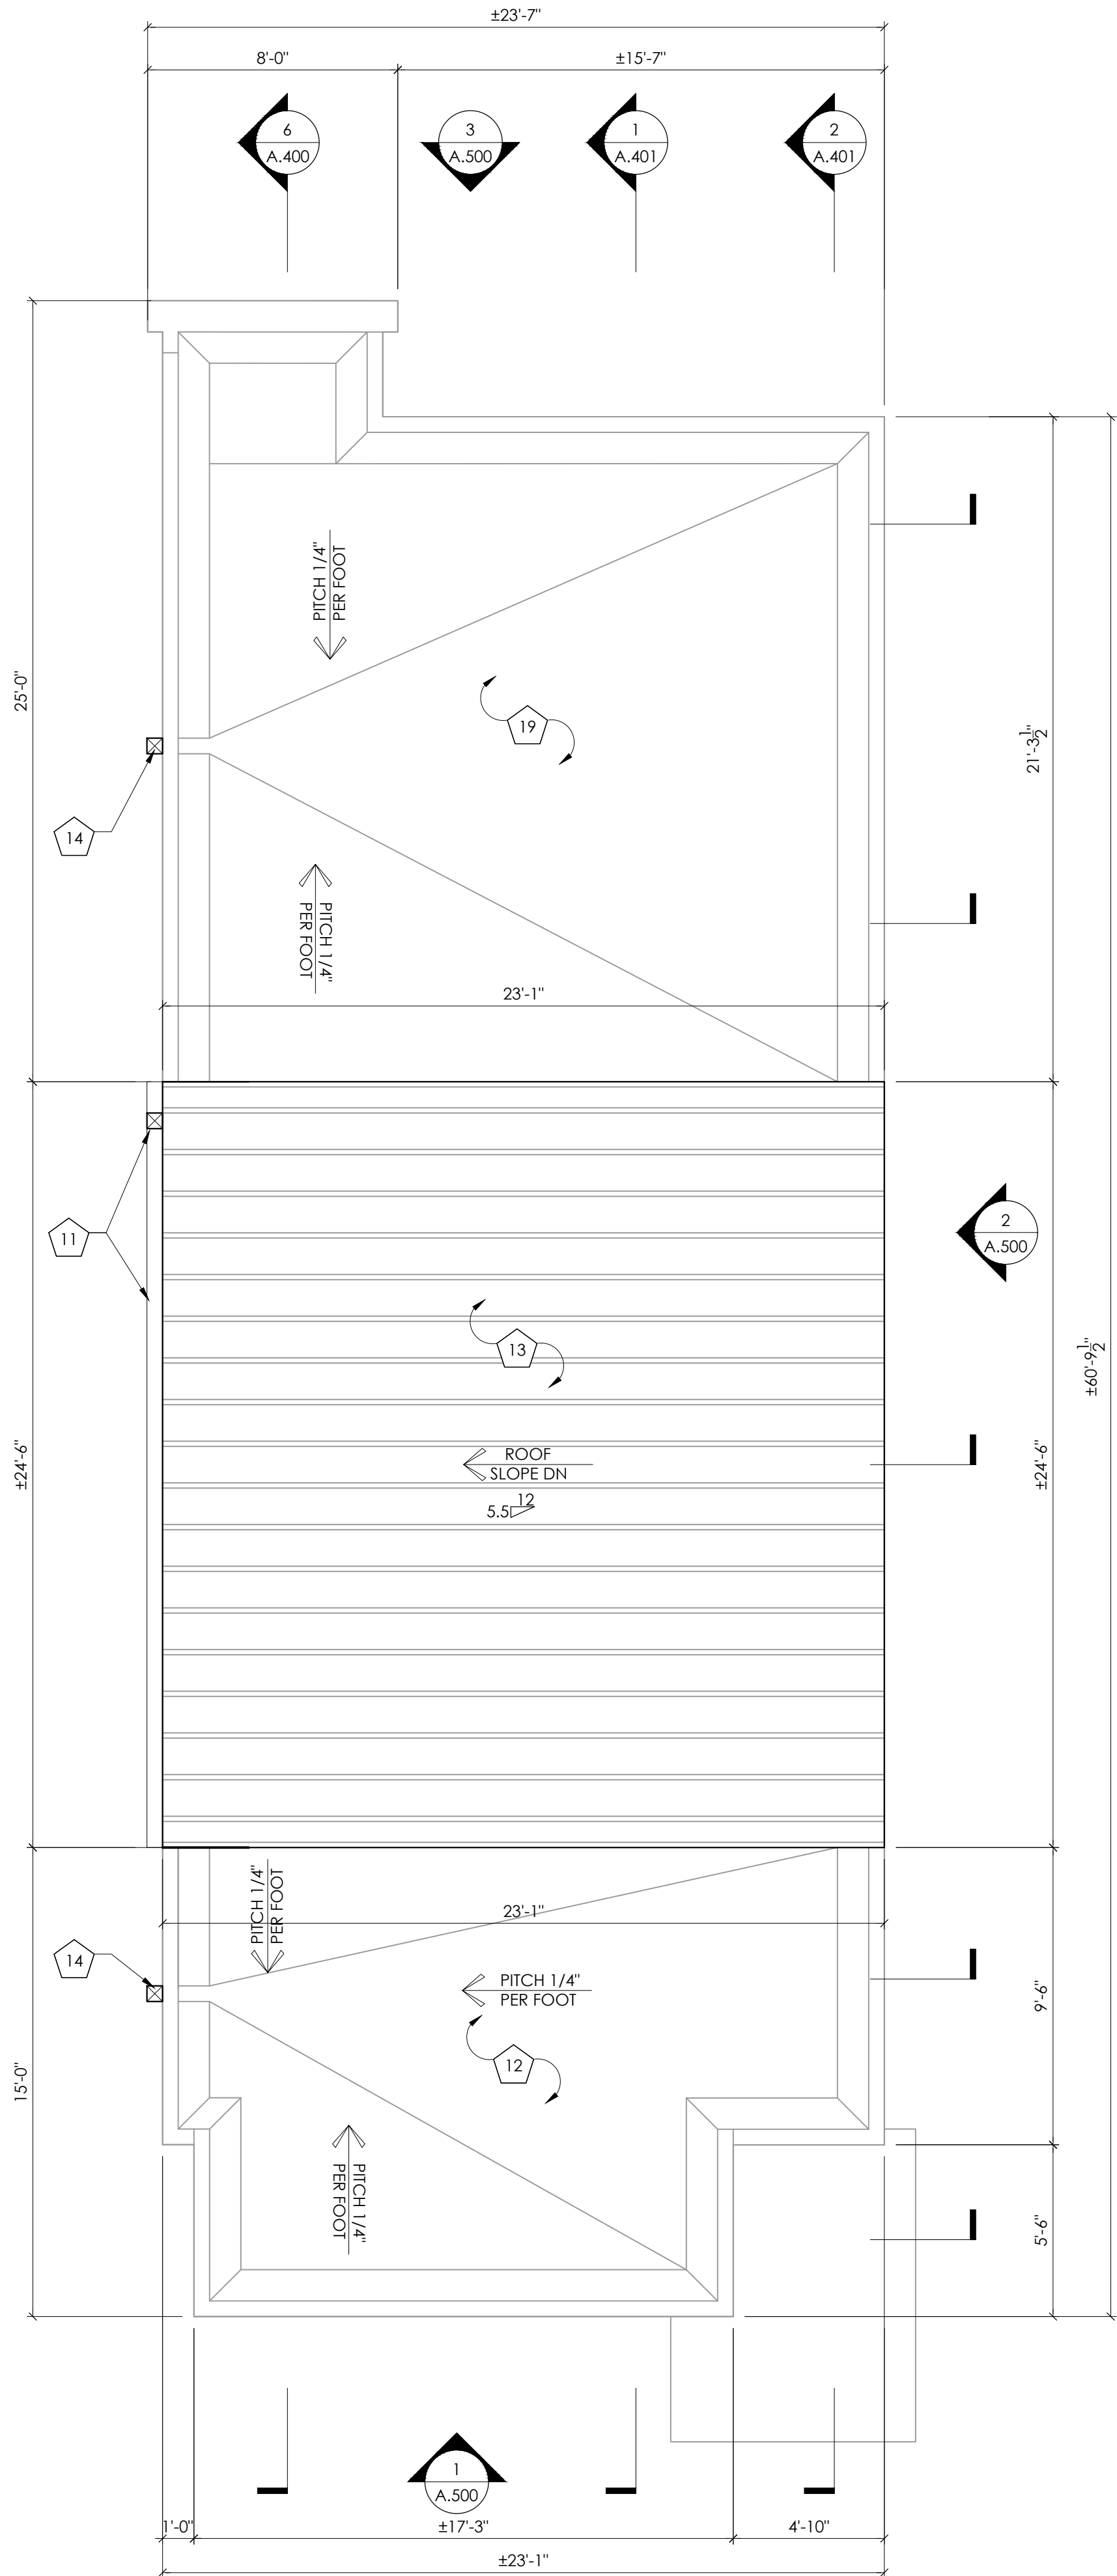 ±23'-7"
8'-0"
±15'-7"
6
A.400
3
A.500
1
A.401
2
A.401
PITCH 1/4"
PER FOOT
25'-0"
19
21'-3 1/2"
14
PITCH 1/4"
PER FOOT
23'-1"
11
2
A.500
13
±60'-9 1/2"
±24'-6"
ROOF
SLOPE DN
±24'-6"
12
5.5
PITCH 1/4"
PER FOOT
23'-1"
14
PITCH 1/4"
PER FOOT
9'-6"
12
15'-0"
PITCH 1/4"
PER FOOT
5'-6"
1
A.500
1'-0"
±17'-3"
4'-10"
±23'-1"